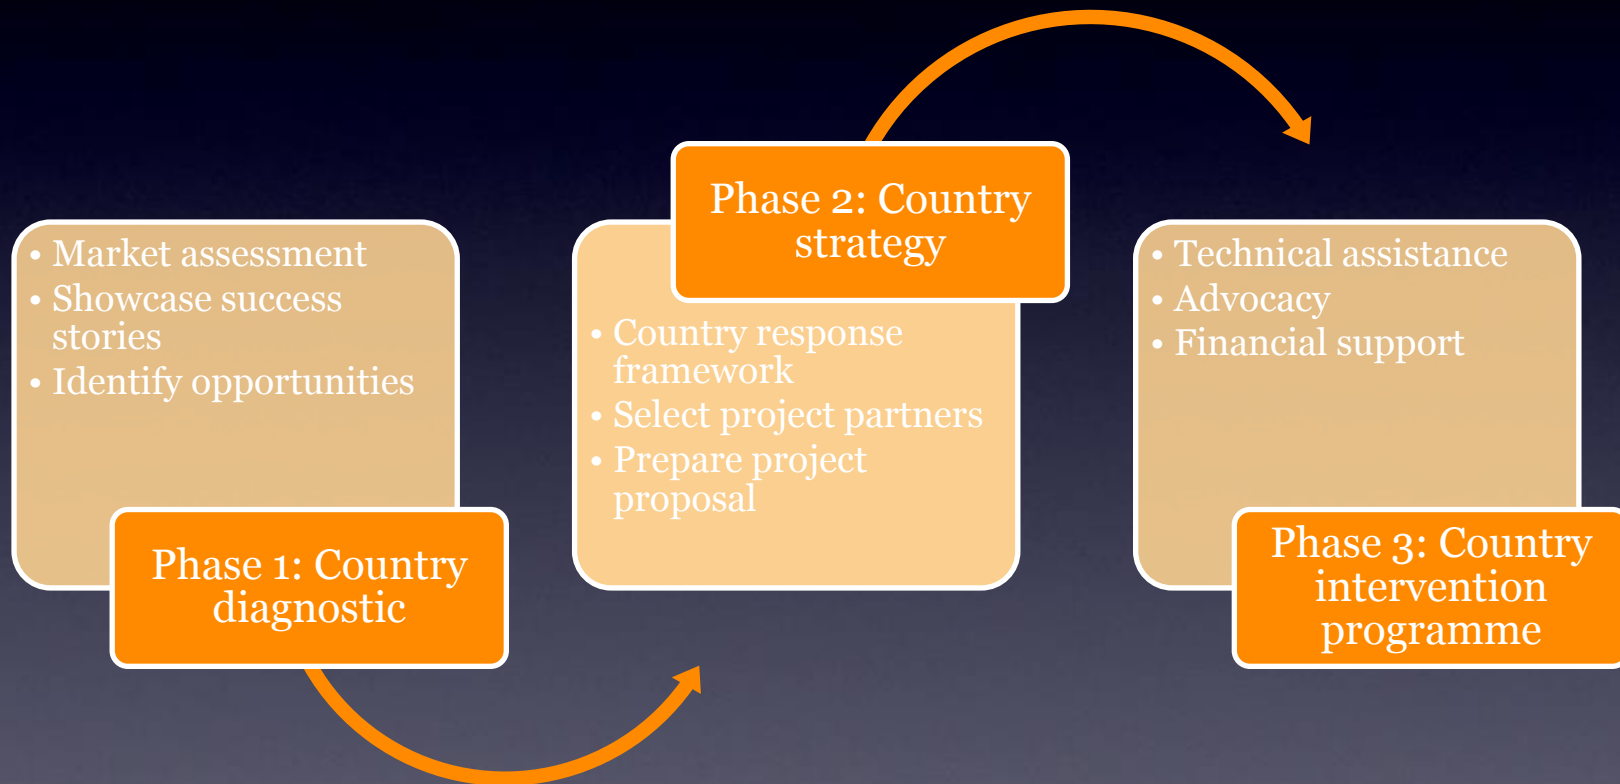 • Market assessment
• Showcase success
stories
• Identify opportunities
Phase 1: Country
diagnostic
Phase 2: Country
strategy
• Country response
framework
• Select project partners
• Prepare project
proposal
• Technical assistance
• Advocacy
• Financial support
Phase 3: Country
intervention
programme